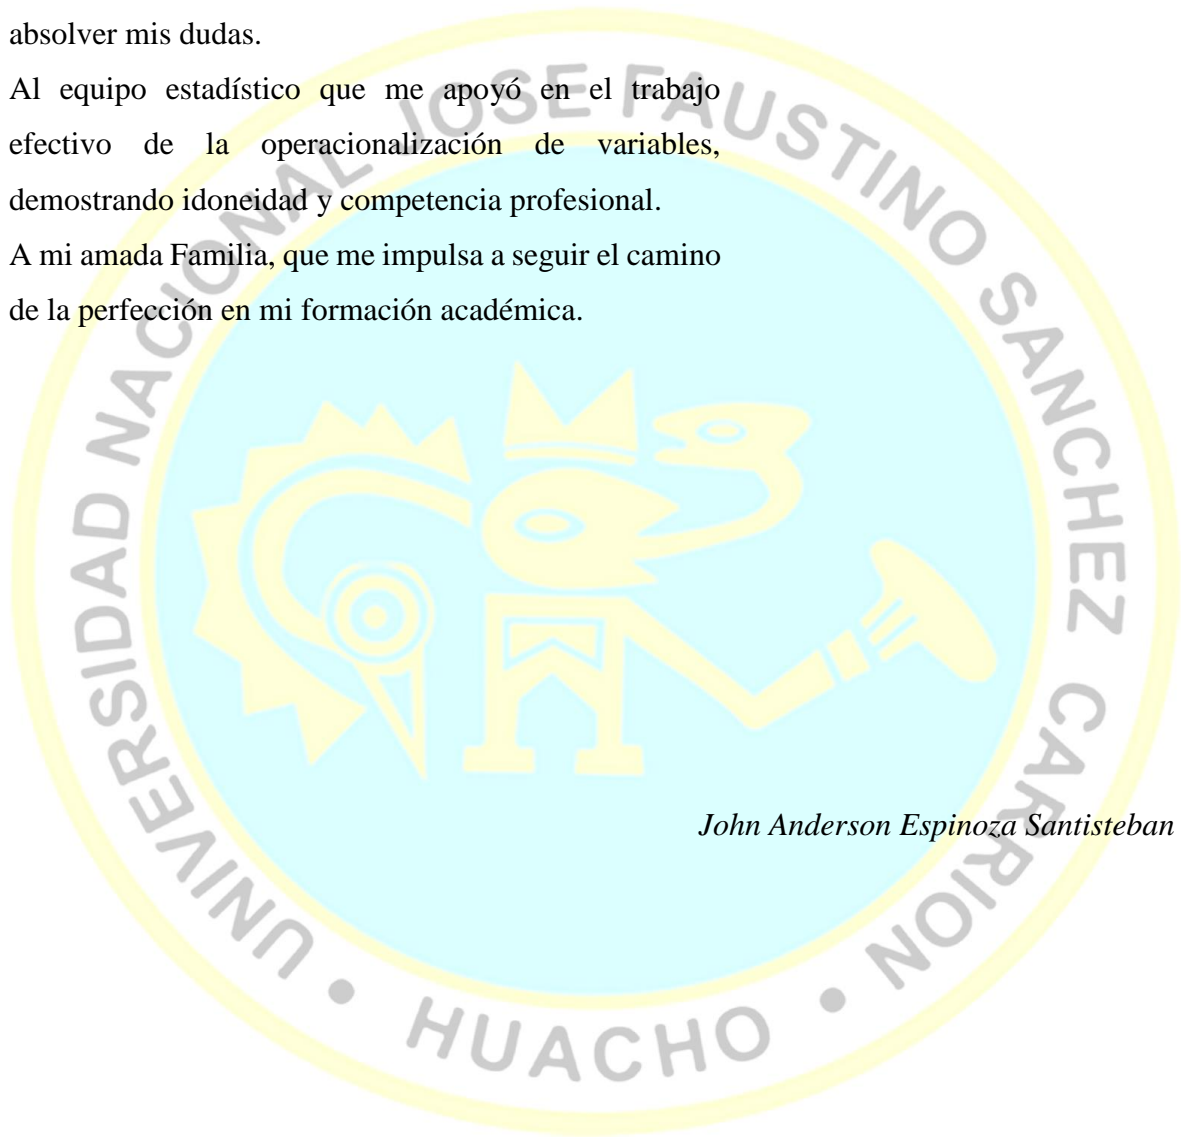 absolver mis dudas.
Al equipo estadístico que me apoyó en el trabajo
efectivo de la operacionalización de variables,
demostrando idoneidad y competencia profesional.
A mi amada Familia, que me impulsa a seguir el camino
de la perfección en mi formación académica.
John Anderson Espinoza Santisteban
UNIVERSIDAD NACIONAL JOSE FAUSTINO SANCHEZ CARRION
• HUACHO •